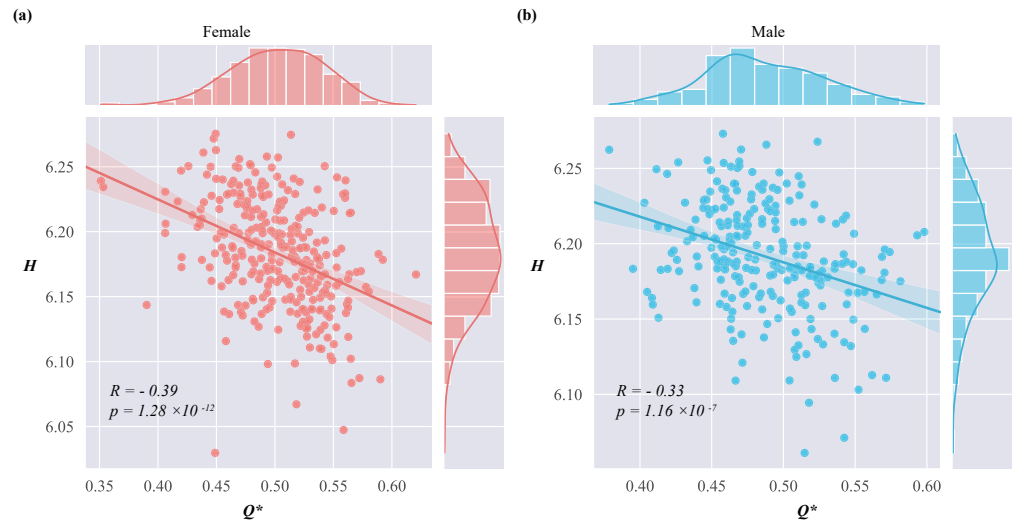 (a)
Female
6.25
6.20
6.15
6.10
6.05
H
R = - 0.39
p = 1.28 ×10 -12
0.35 0.40 0.45 0.50 0.55 0.60
Q*
(b)
Male
6.25
6.20
6.15
6.10
H
R = - 0.33
p = 1.16 ×10 -7
0.40 0.45 0.50 0.55 0.60
Q*